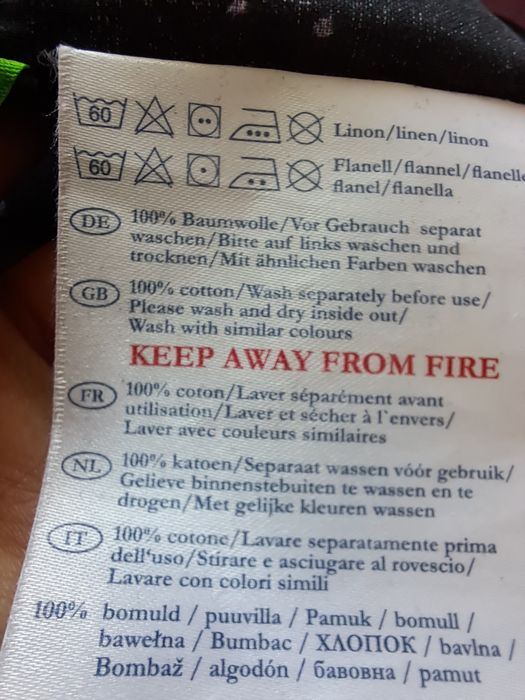 60 Linon/linen/linon
60 Flanell/flannel/flanelle
flanel/flanella
DE 100% Baumwolle/Vor Gebrauch separat
waschen/Bitte auf links waschen und
trocknen/Mit ähnlichen Farben waschen
GB 100% cotton/Wash separately before use/
Please wash and dry inside out/
Wash with similar colours
KEEP AWAY FROM FIRE
FR 100% coton/Laver séparément avant
utilisation/Laver et sécher à l`envers/
Laver avec couleurs similaires
NL 100% katoen/Separaat wassen vóór gebruik/
Gelieve binnenstebuiten te wassen en te
drogen/Met gelijke kleuren wassen
IT 100% cotone/Lavare separatamente prima
dell'uso/Stirare e asciugare al rovescio/
Lavare con colori simili
100% bomuld / puuvilla / Pamuk / bomull /
bawełna / Bumbac / ХЛОПОК / bavlna /
Bombaž / algodón / бавовна / pamut